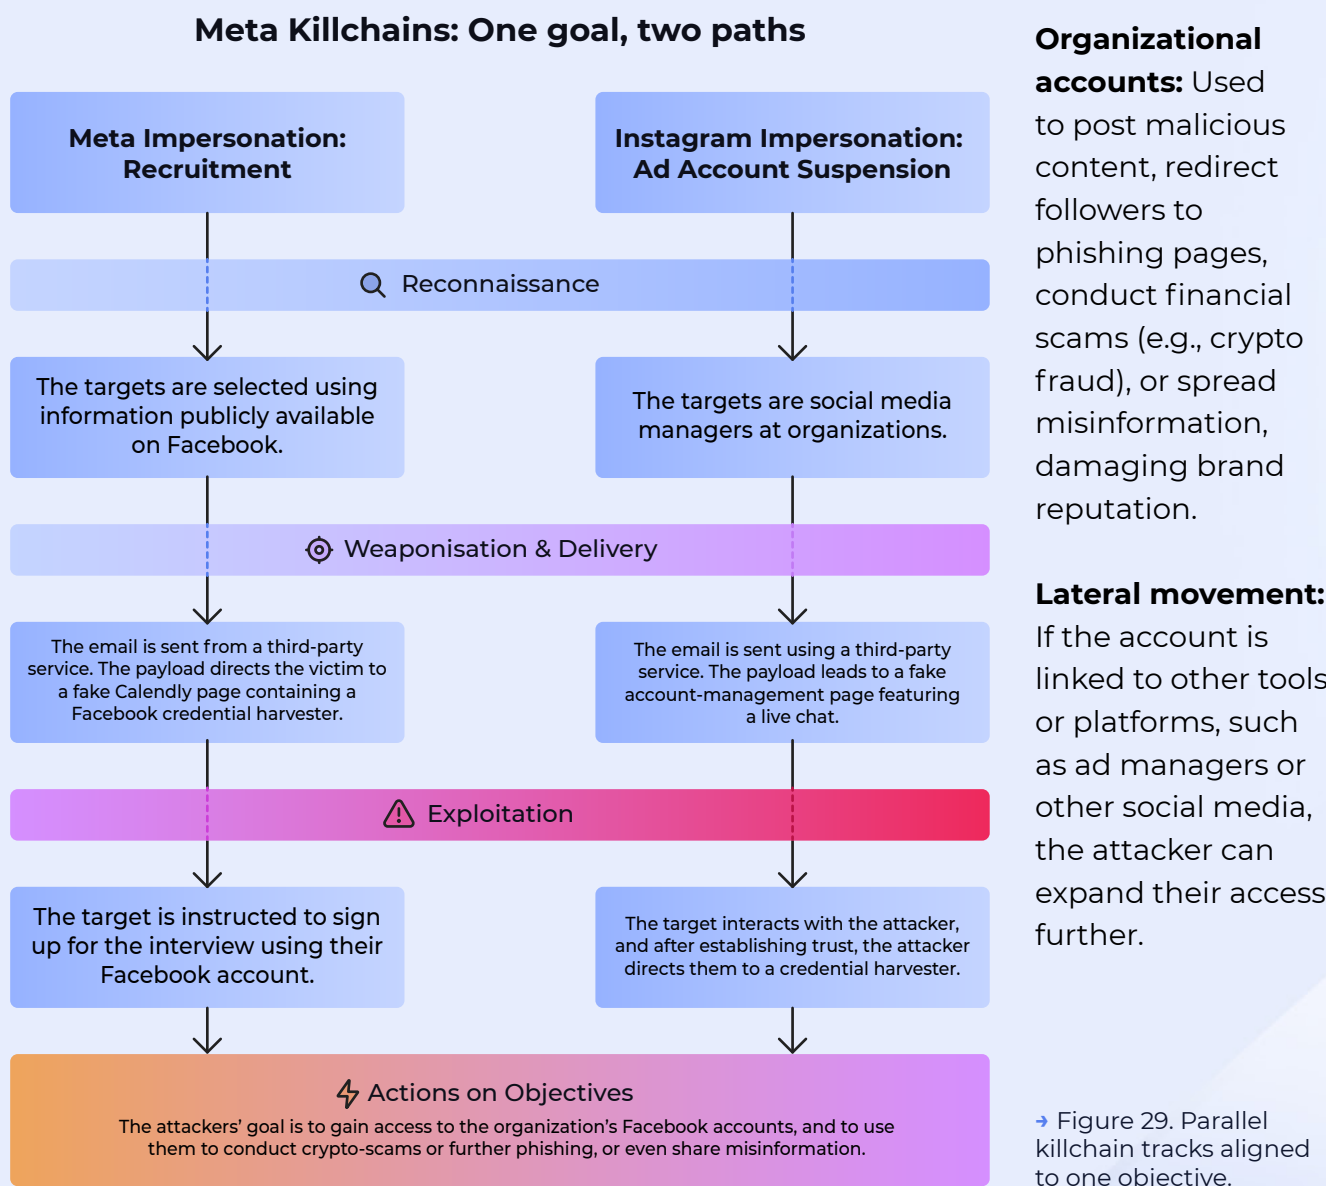 Meta Killchains: One goal, two paths
Meta Impersonation:
Recruitment
Instagram Impersonation:
Ad Account Suspension
Reconnaissance
The targets are selected using
information publicly available
on Facebook.
The targets are social media
managers at organizations.
Weaponisation & Delivery
The email is sent from a third-party
service. The payload directs the victim to
a fake Calendly page containing a
Facebook credential harvester.
The email is sent using a third-party
service. The payload leads to a fake
account-management page featuring
a live chat.
Exploitation
The target is instructed to sign
up for the interview using their
Facebook account.
The target interacts with the attacker,
and after establishing trust, the attacker
directs them to a credential harvester.
Actions on Objectives
The attackers’ goal is to gain access to the organization’s Facebook accounts, and to use
them to conduct crypto-scams or further phishing, or even share misinformation.
Organizational
accounts: Used
to post malicious
content, redirect
followers to
phishing pages,
conduct financial
scams (e.g., crypto
fraud), or spread
misinformation,
damaging brand
reputation.
Lateral movement:
If the account is
linked to other tools
or platforms, such
as ad managers or
other social media,
the attacker can
expand their access
further.
→ Figure 29. Parallel
killchain tracks aligned
to one objective.